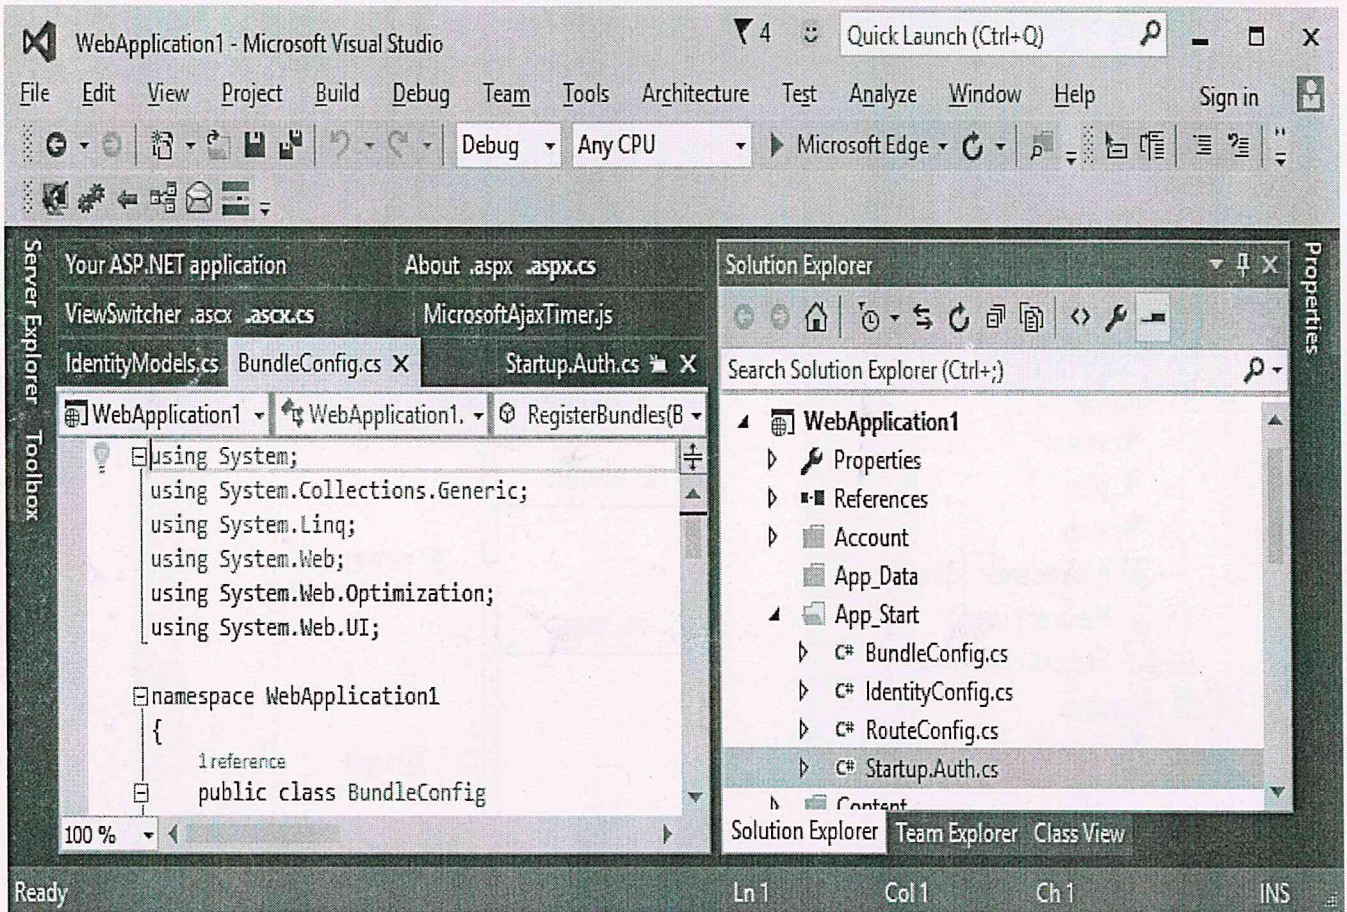 WebApplication1 - Microsoft Visual Studio
4
Quick Launch (Ctrl+Q)
File Edit View Project Build Debug Team Tools Architecture Test Analyze Window Help Sign in
Debug Any CPU Microsoft Edge
Server Explorer Toolbox
Your ASP.NET application About .aspx .aspx.cs
ViewSwitcher .ascx .ascx.cs MicrosoftAjaxTimer.js
IdentityModels.cs BundleConfig.cs X Startup.Auth.cs
WebApplication1 WebApplication1. RegisterBundles(B
using System;
using System.Collections.Generic;
using System.Linq;
using System.Web;
using System.Web.Optimization;
using System.Web.UI;
namespace WebApplication1
{
1 reference
public class BundleConfig
100 %
Solution Explorer
Search Solution Explorer (Ctrl+;)
WebApplication1
Properties
References
Account
App_Data
App_Start
C# BundleConfig.cs
C# IdentityConfig.cs
C# RouteConfig.cs
C# Startup.Auth.cs
Content
Solution Explorer Team Explorer Class View
Properties
Ready Ln 1 Col 1 Ch 1 INS